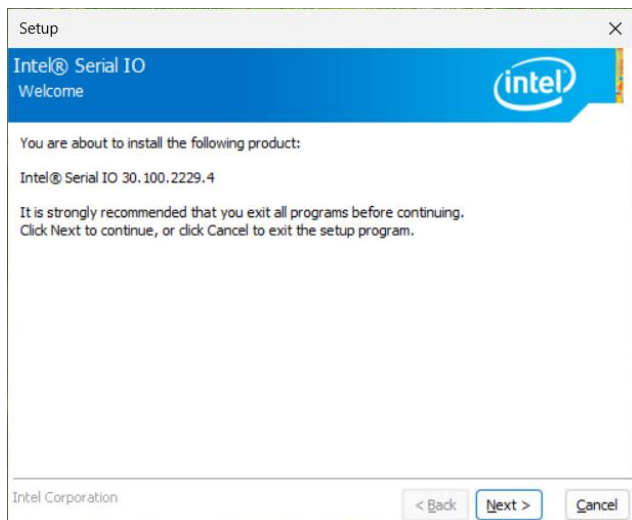 Setup
Intel® Serial IO
Welcome
intel
You are about to install the following product:
Intel® Serial IO 30.100.2229.4
It is strongly recommended that you exit all programs before continuing.
Click Next to continue, or click Cancel to exit the setup program.
Intel Corporation
< Back Next > Cancel